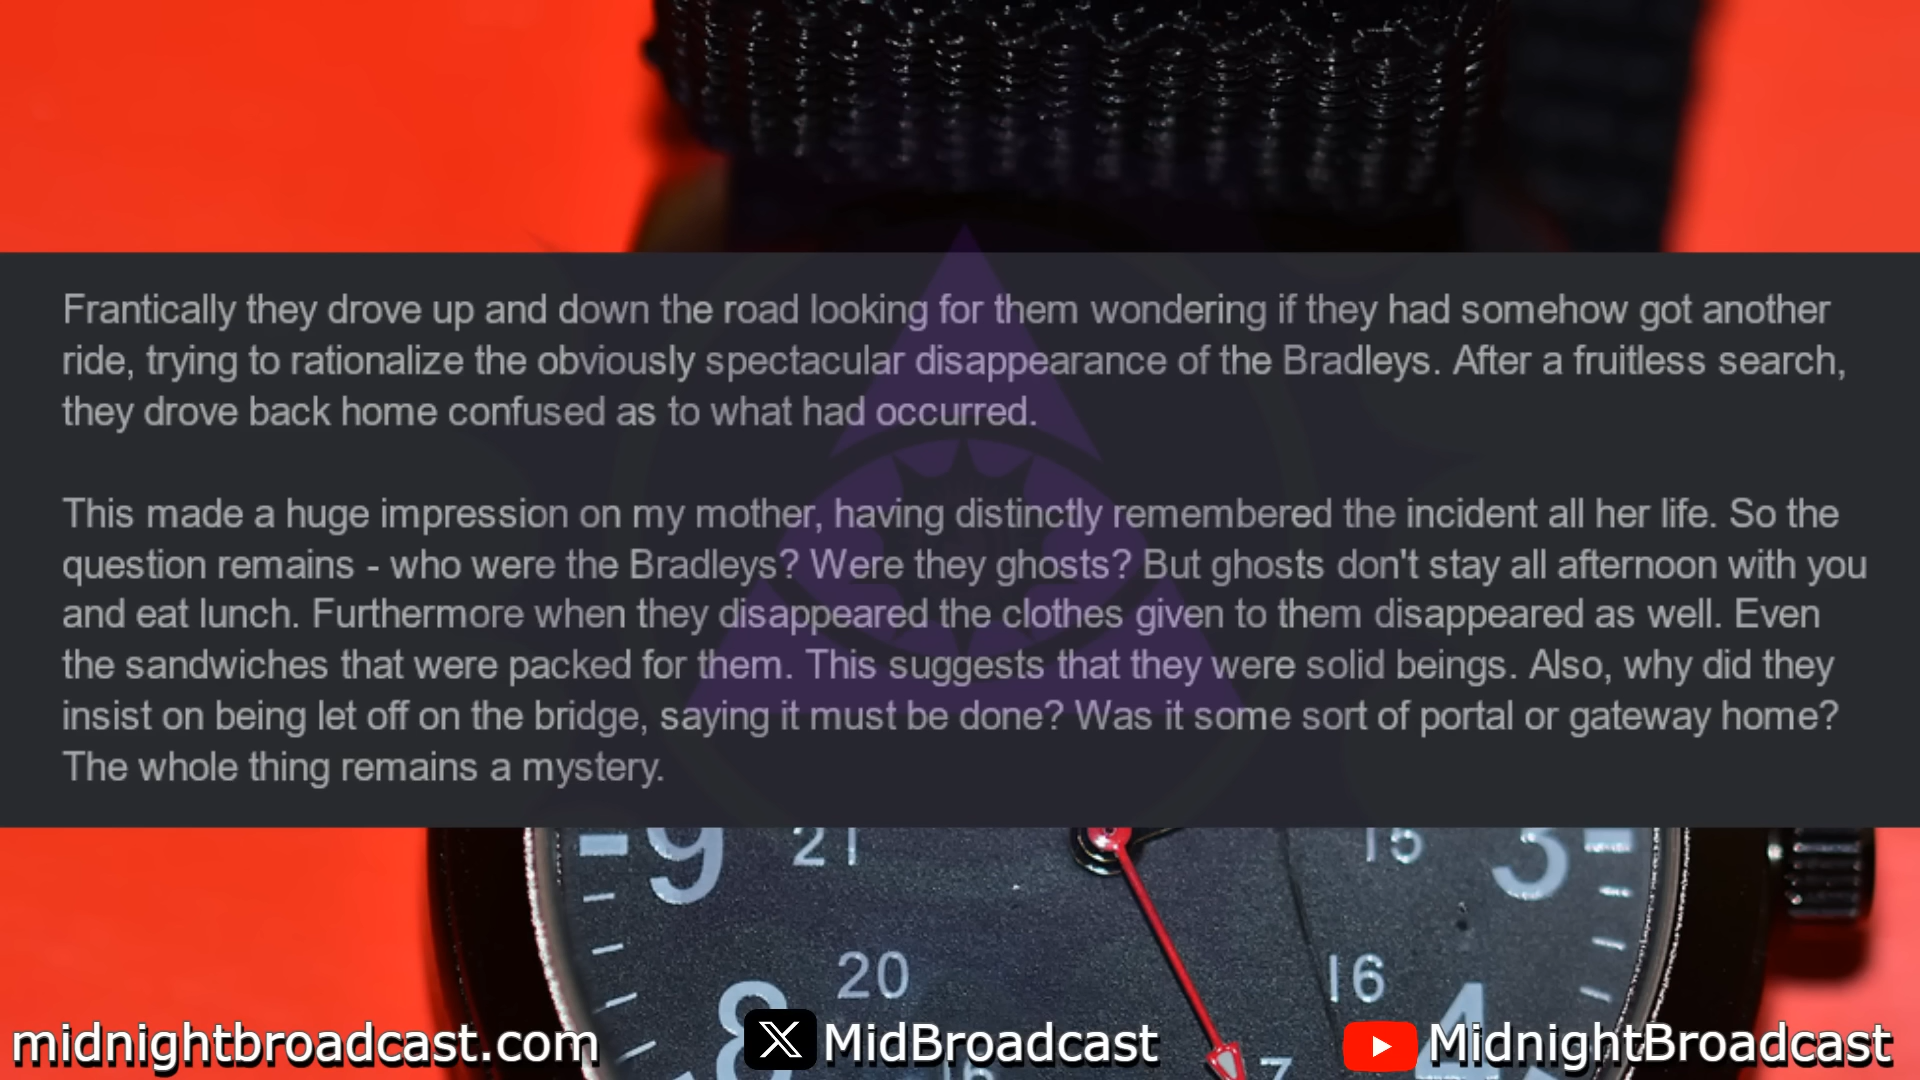 Frantically they drove up and down the road looking for them wondering if they had somehow got another
ride, trying to rationalize the obviously spectacular disappearance of the Bradleys. After a fruitless search,
they drove back home confused as to what had occurred.
This made a huge impression on my mother, having distinctly remembered the incident all her life. So the
question remains - who were the Bradleys? Were they ghosts? But ghosts don't stay all afternoon with you
and eat lunch. Furthermore when they disappeared the clothes given to them disappeared as well. Even
the sandwiches that were packed for them. This suggests that they were solid beings. Also, why did they
insist on being let off on the bridge, saying it must be done? Was it some sort of portal or gateway home?
The whole thing remains a mystery.
9 21 15 3
20 16
8 4
midnightbroadcast.com MidBroadcast MidnightBroadcast